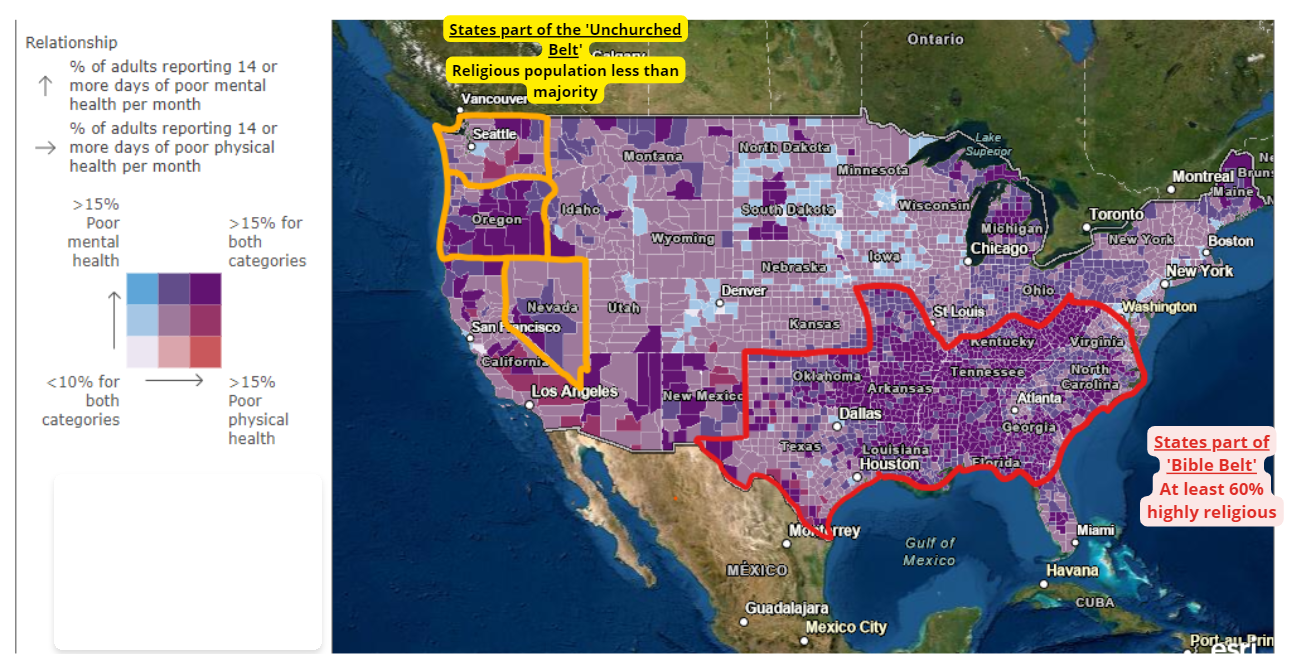 Relationship
% of adults reporting 14 or
more days of poor mental
health per month
% of adults reporting 14 or
more days of poor physical
health per month
>15%
Poor
mental
health
>15% for
both
categories
<10% for
both
categories
>15%
Poor
physical
health
States part of the 'Unchurched
Belt'
Religious population less than
majority
Calgary
Ontario
Vancouver
Seattle
Montana
North Dakota
Minnesota
Lake
Superior
Montreal
Maine
Oregon
Idaho
South Dakota
Wisconsin
Michigan
Toronto
Wyoming
New York
Boston
Chicago
Nebraska
Iowa
New York
Denver
Ohio
Nevada
Utah
St Louis
Washington
San Francisco
Kansas
Kentucky
Virginia
California
Oklahoma
Tennessee
North
Carolina
Los Angeles
New Mexico
Arkansas
Atlanta
Dallas
Georgia
Texas
Louisiana
Houston
Florida
States part of
'Bible Belt'
At least 60%
highly religious
Monterrey
Miami
Gulf of
Mexico
MÉXICO
Havana
CUBA
Guadalajara
Mexico City
Port-au-Prin
esri